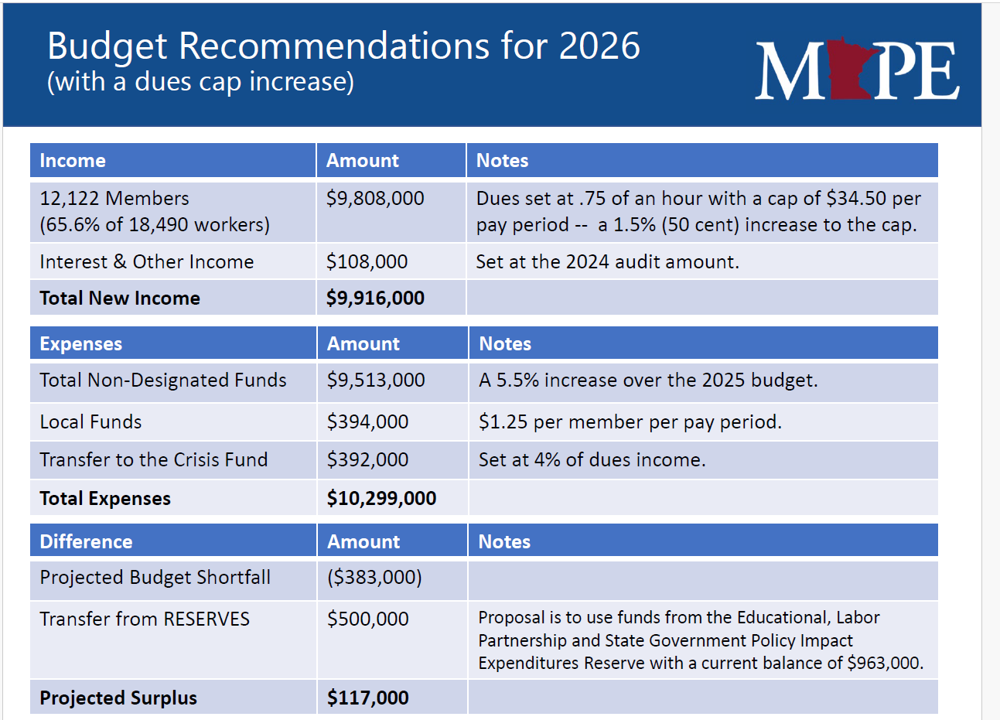 Budget Recommendations for 2026
(with a dues cap increase)
MAPE
Income Amount Notes
12,122 Members $9,808,000 Dues set at .75 of an hour with a cap of $34.50 per
(65.6% of 18,490 workers) pay period -- a 1.5% (50 cent) increase to the cap.
Interest & Other Income $108,000 Set at the 2024 audit amount.
Total New Income $9,916,000
Expenses Amount Notes
Total Non-Designated Funds $9,513,000 A 5.5% increase over the 2025 budget.
Local Funds $394,000 $1.25 per member per pay period.
Transfer to the Crisis Fund $392,000 Set at 4% of dues income.
Total Expenses $10,299,000
Difference Amount Notes
Projected Budget Shortfall ($383,000)
Transfer from RESERVES $500,000 Proposal is to use funds from the Educational, Labor
Partnership and State Government Policy Impact
Expenditures Reserve with a current balance of $963,000.
Projected Surplus $117,000